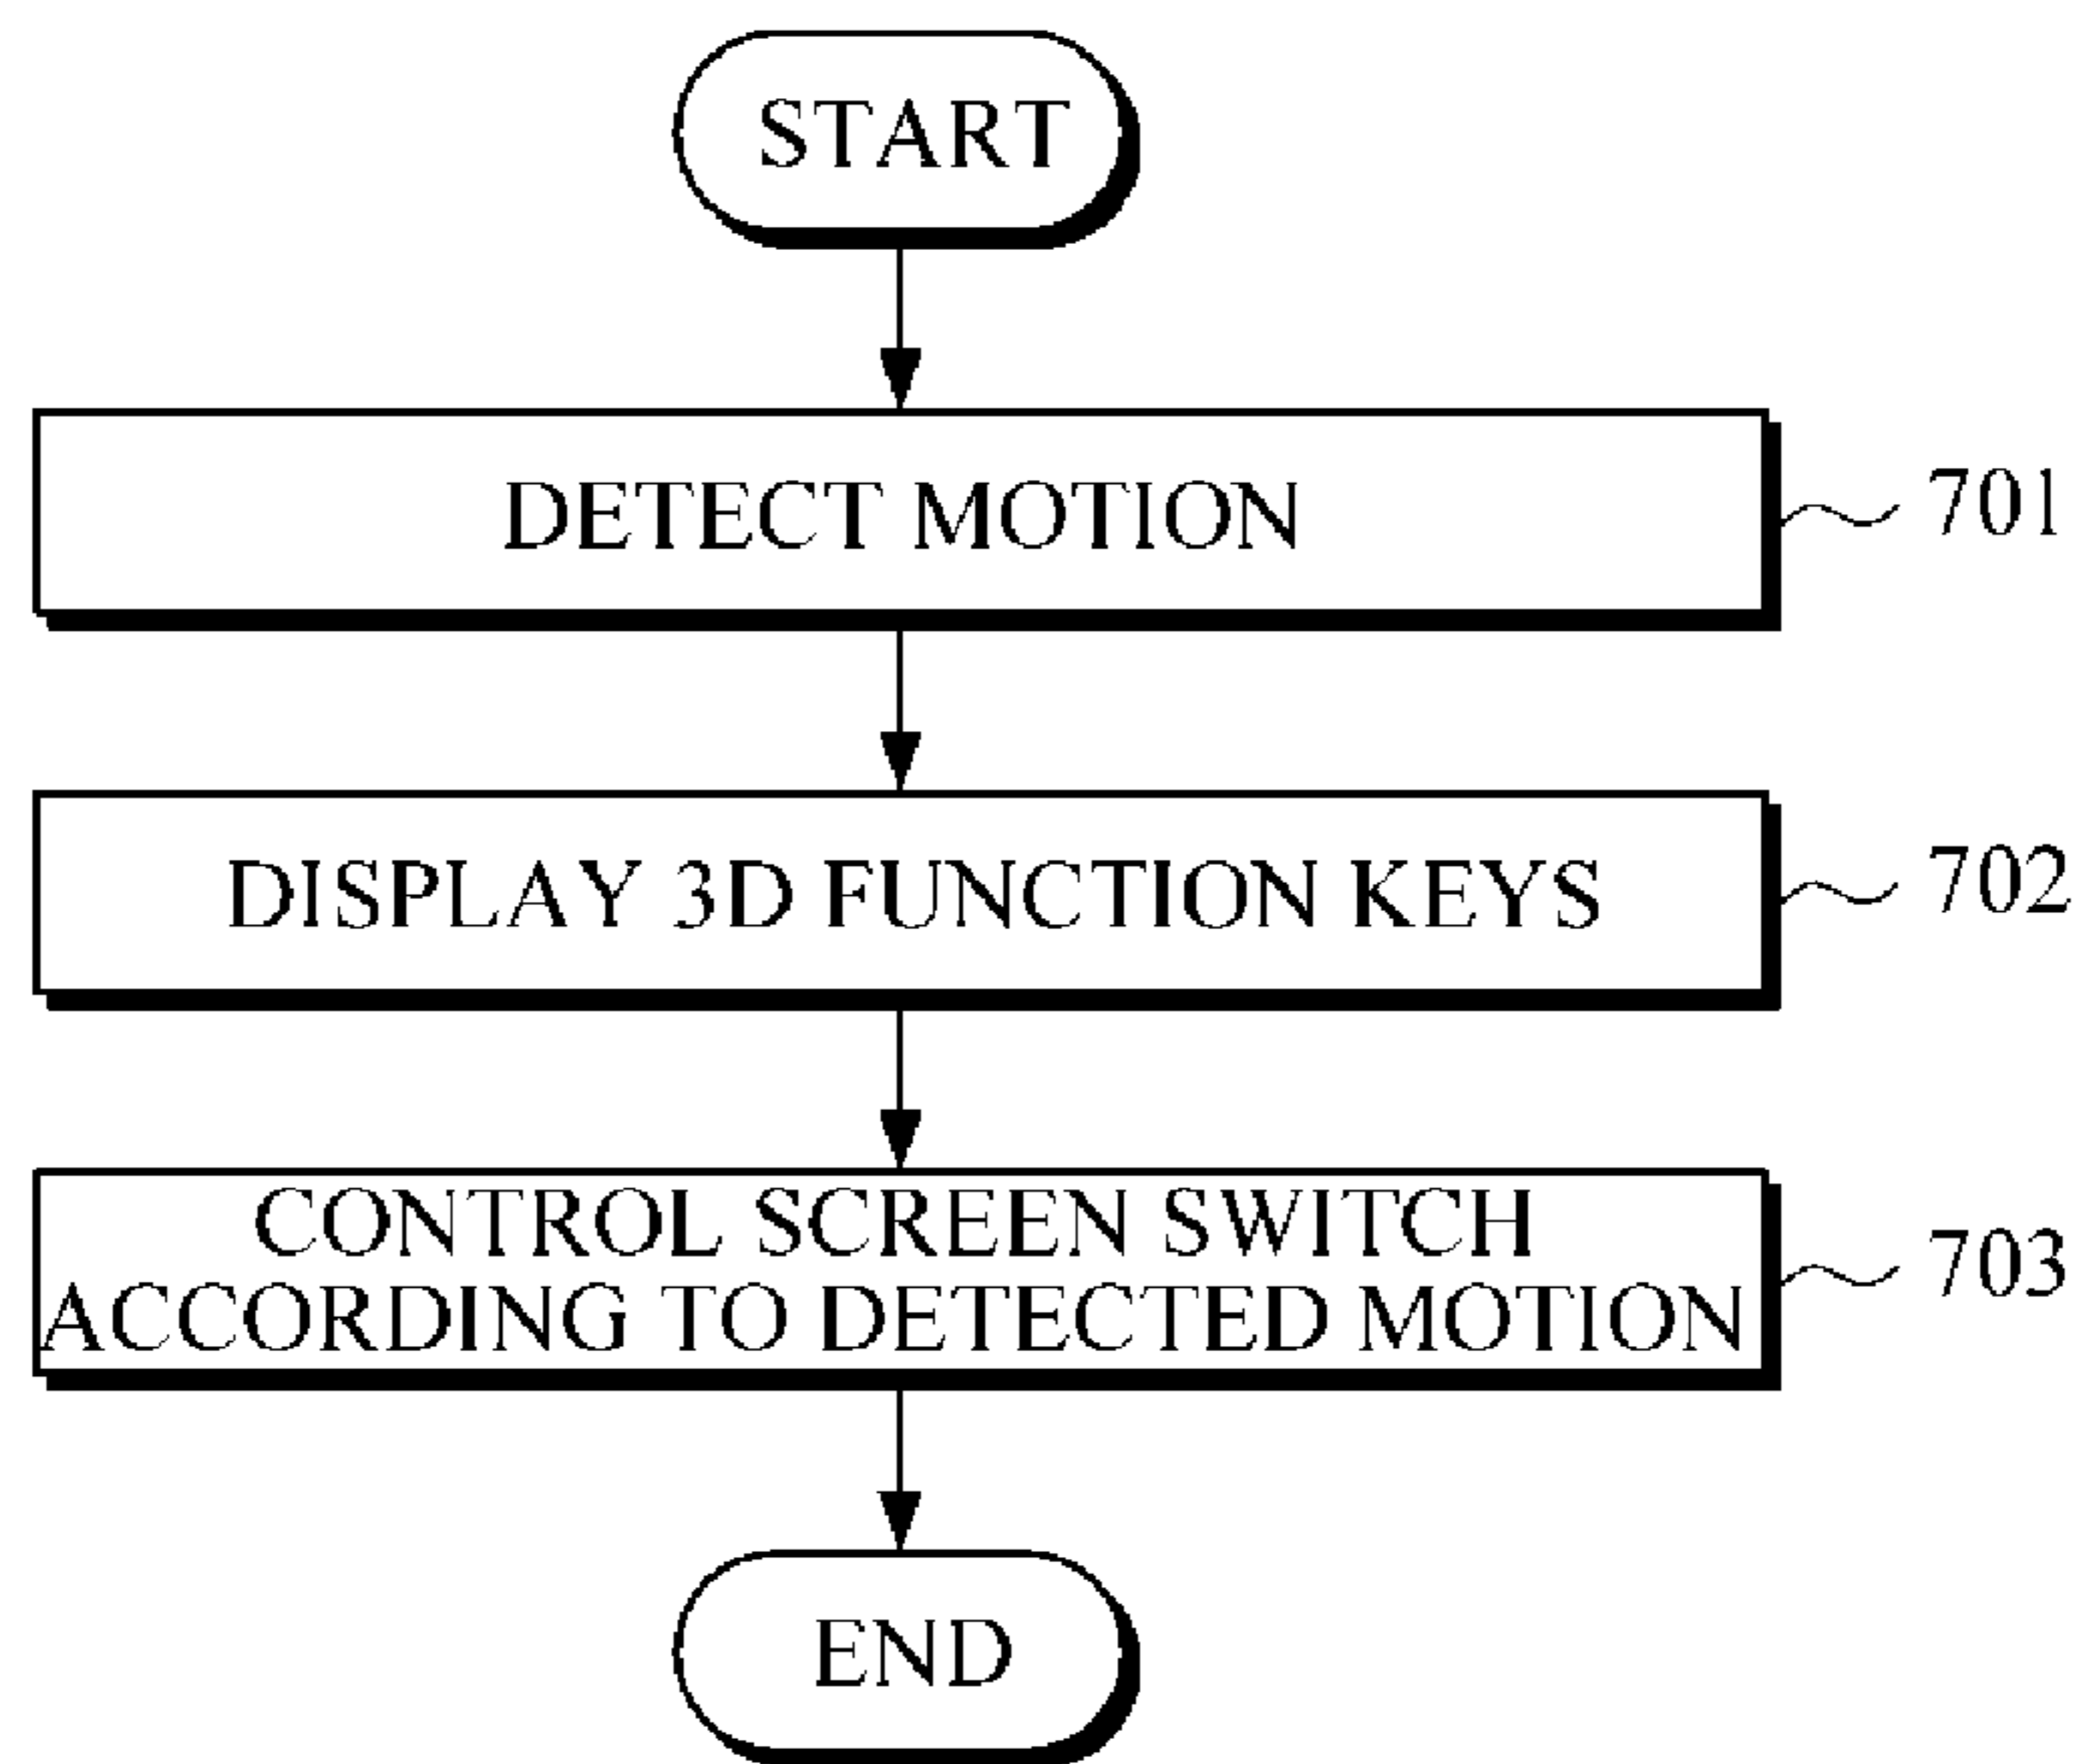 START
DETECT MOTION
701
DISPLAY 3D FUNCTION KEYS
702
CONTROL SCREEN SWITCH
ACCORDING TO DETECTED MOTION
703
END